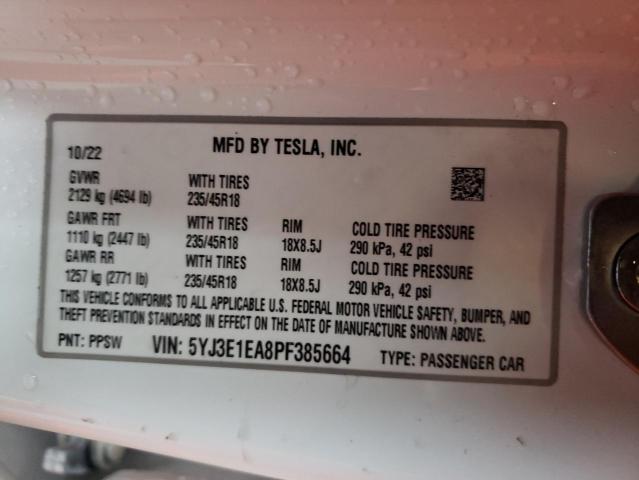 MFD BY TESLA, INC.
10/22
GVWR WITH TIRES
2129 kg (4694 lb) 235/45R18
GAWR FRT WITH TIRES RIM COLD TIRE PRESSURE
1110 kg (2447 lb) 235/45R18 18X8.5J 290 kPa, 42 psi
GAWR RR WITH TIRES RIM COLD TIRE PRESSURE
1257 kg (2771 lb) 235/45R18 18X8.5J 290 kPa, 42 psi
THIS VEHICLE CONFORMS TO ALL APPLICABLE U.S. FEDERAL MOTOR VEHICLE SAFETY, BUMPER, AND
THEFT PREVENTION STANDARDS IN EFFECT ON THE DATE OF MANUFACTURE SHOWN ABOVE.
PNT: PPSW VIN: 5YJ3E1EA8PF385664 TYPE: PASSENGER CAR